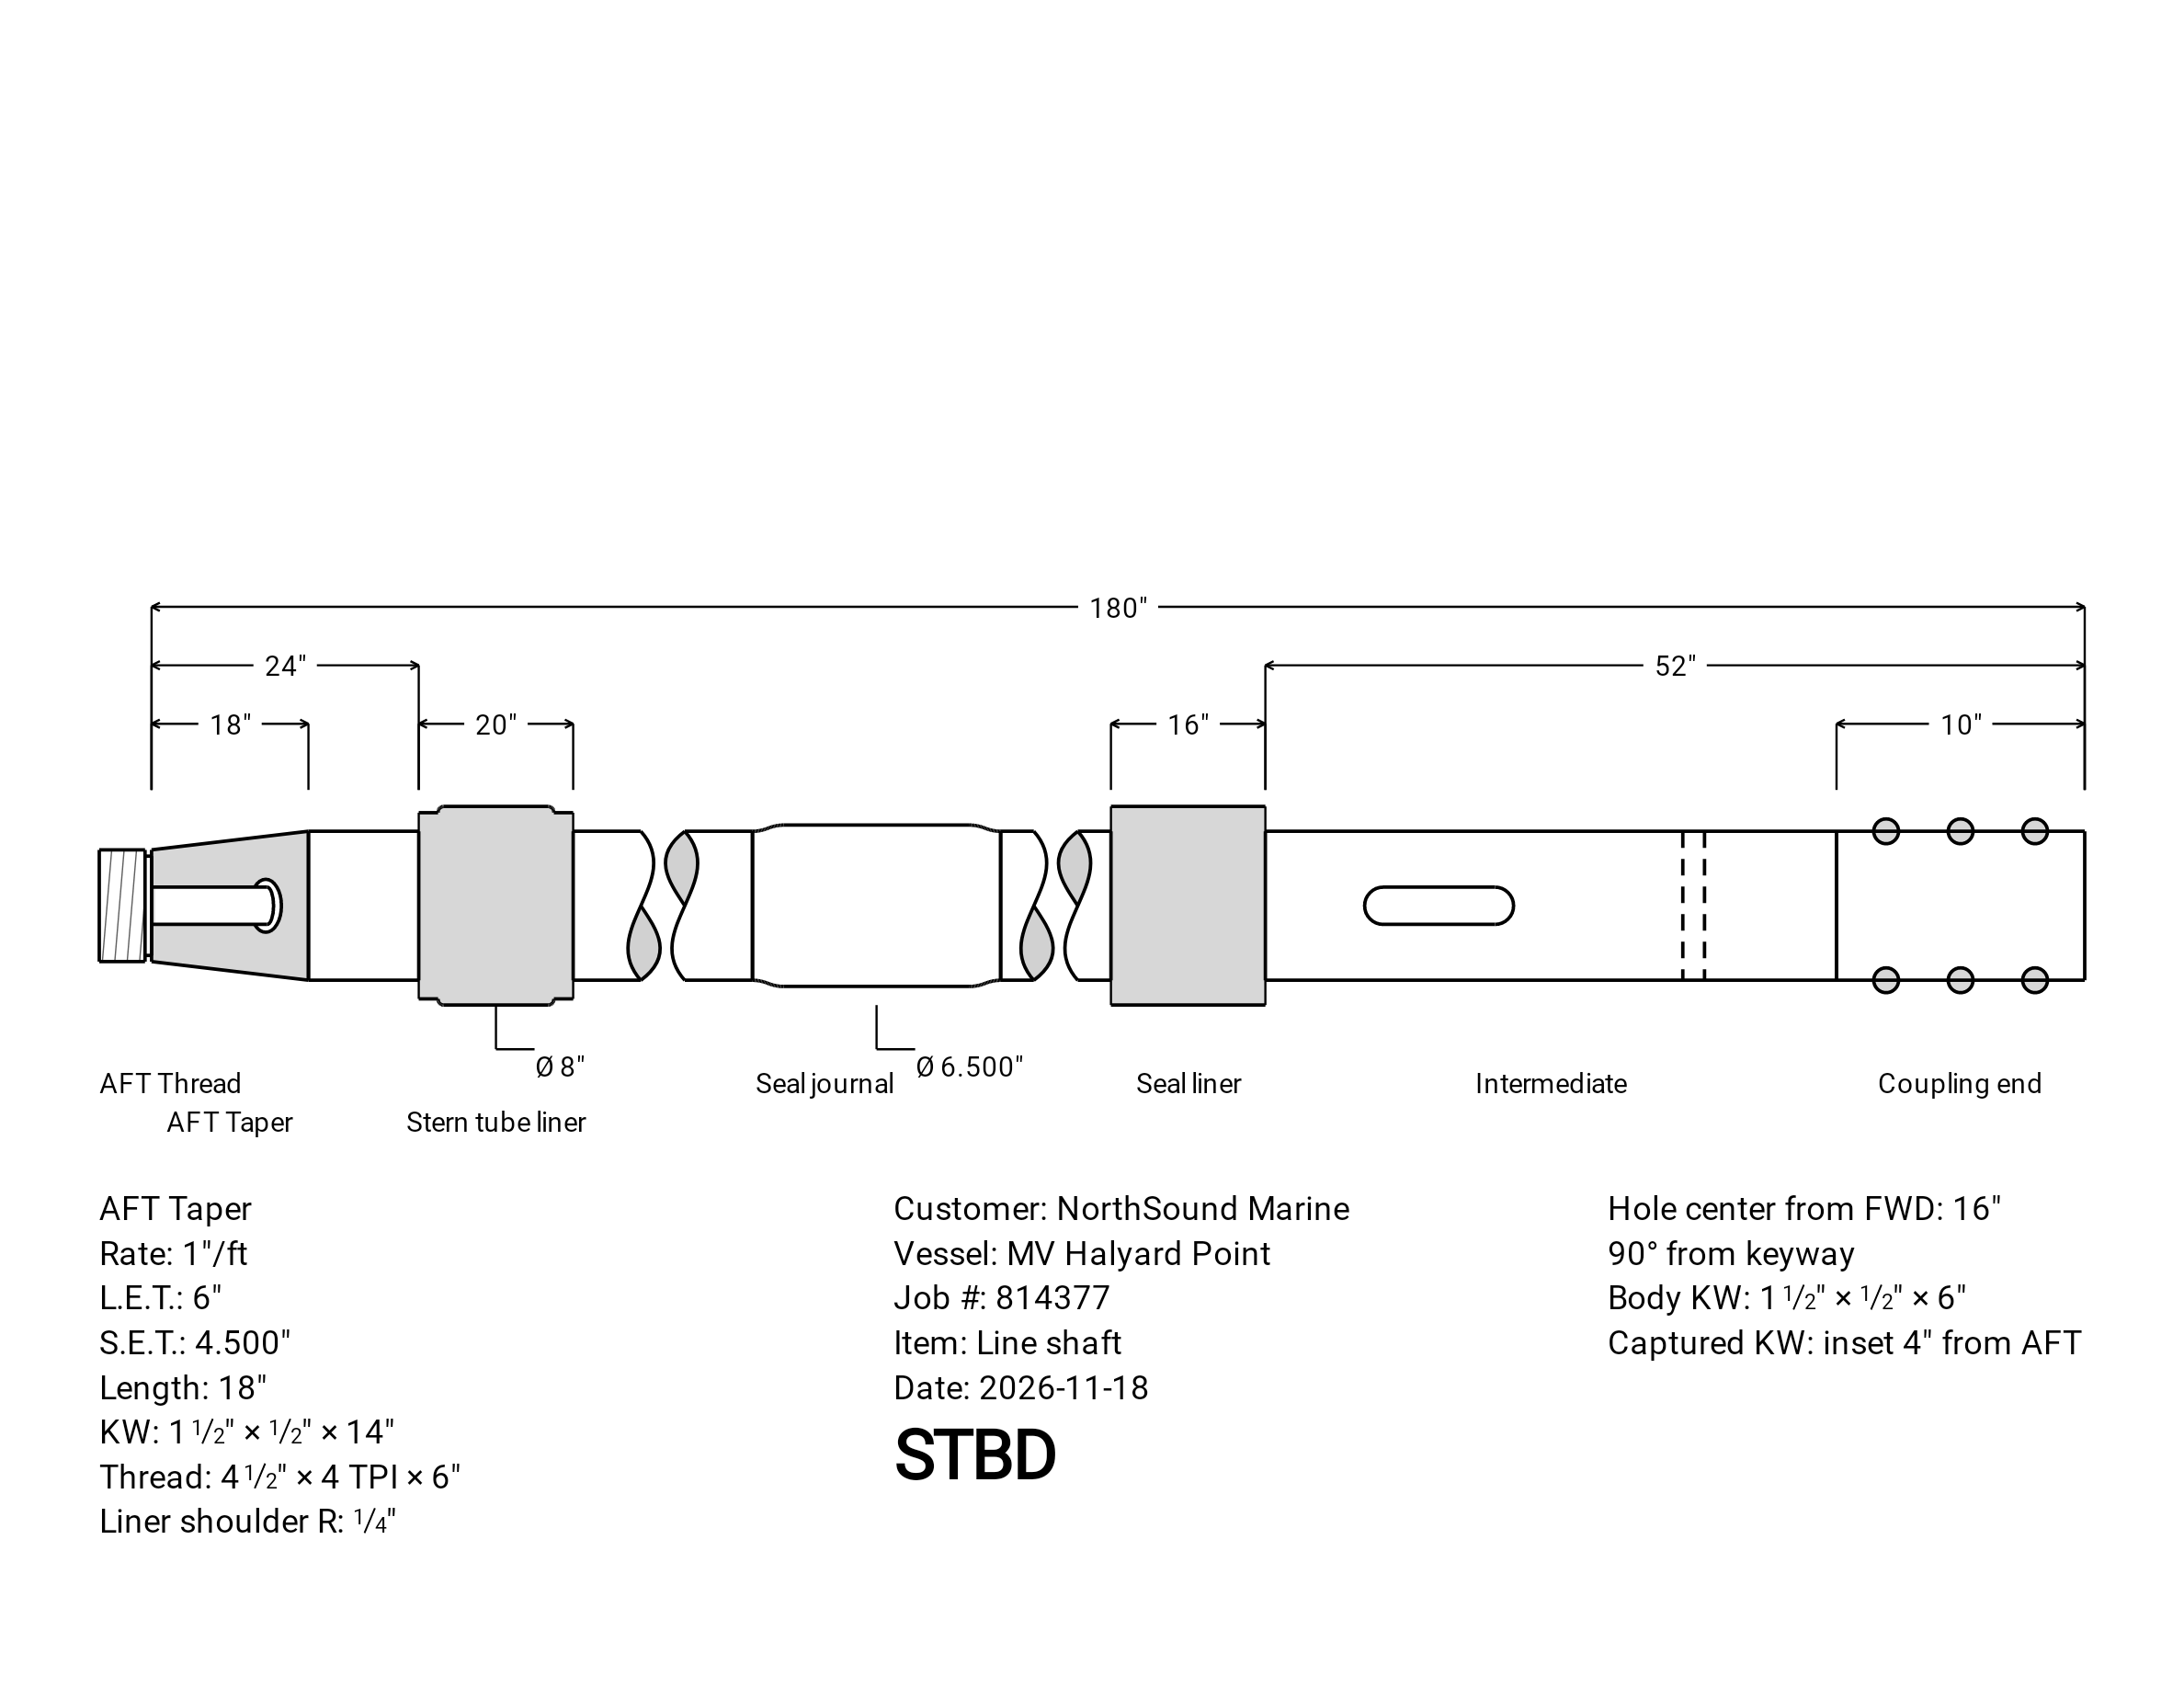 180"
24"
52"
18"
20"
16"
10"
Ø 8"
Ø 6.500"
AFT Thread
Seal journal
Seal liner
Intermediate
Coupling end
AFT Taper
Stern tube liner
AFT Taper
Rate: 1"/ft
L.E.T.: 6"
S.E.T.: 4.500"
Length: 18"
KW: 1 1/2" × 1/2" × 14"
Thread: 4 1/2" × 4 TPI × 6"
Liner shoulder R: 1/4"
Customer: NorthSound Marine
Vessel: MV Halyard Point
Job #: 814377
Item: Line shaft
Date: 2026-11-18
STBD
Hole center from FWD: 16"
90° from keyway
Body KW: 1 1/2" × 1/2" × 6"
Captured KW: inset 4" from AFT